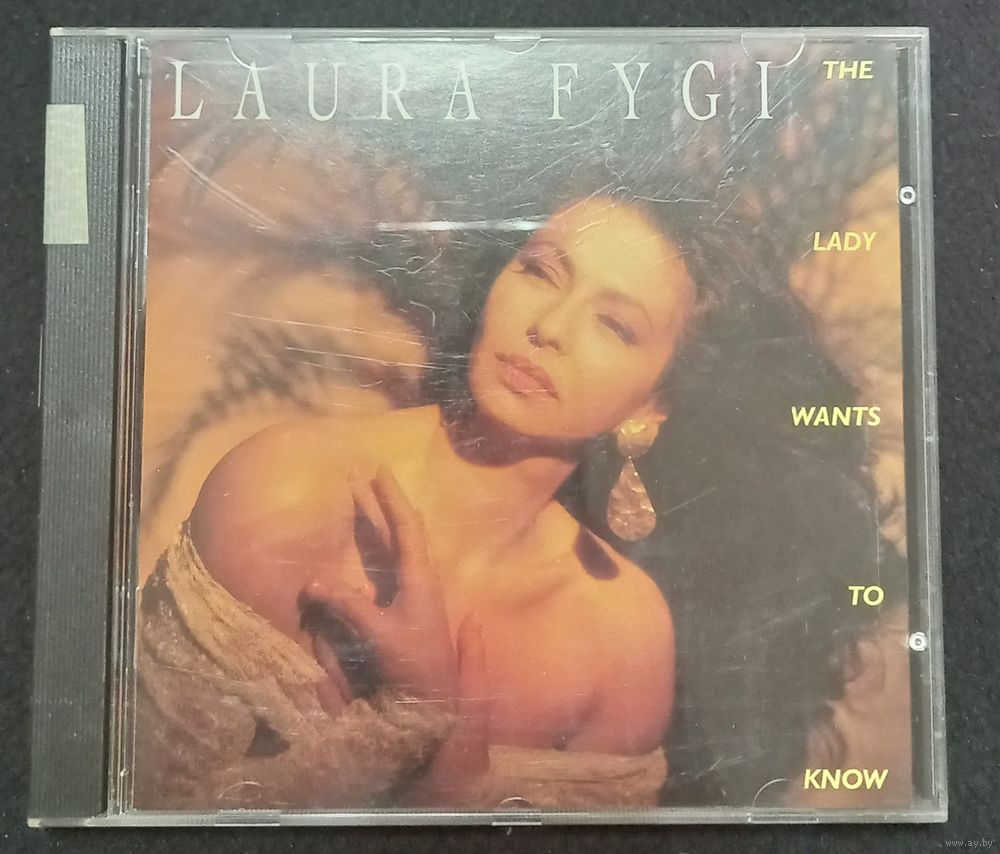 LAURA FYGI
THE
LADY
WANTS
TO
KNOW
www.ay.by